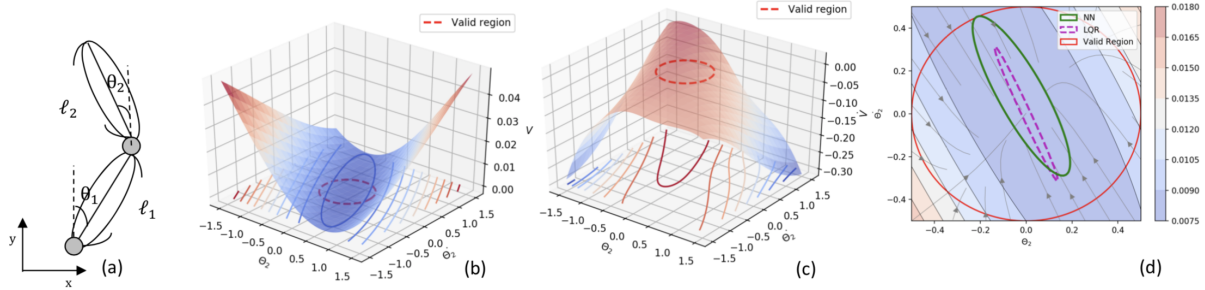 (a)
θ2
ℓ2
θ1
ℓ1
y
x
Valid region
0.04
0.03
0.02
0.01
0.00
V
−1.5
−1.0
−0.5
0.0
0.5
1.0
1.5
Θ2
−1.5
−1.0
−0.5
0.0
0.5
1.0
1.5
Θ̇2
(b)
Valid region
0.00
−0.05
−0.10
−0.15
−0.20
−0.25
−0.30
V̇
−1.5
−1.0
−0.5
0.0
0.5
1.0
1.5
Θ2
−1.5
−1.0
−0.5
0.0
0.5
1.0
1.5
Θ̇2
(c)
NN
LQR
Valid Region
0.4
0.2
0.0
−0.2
−0.4
Θ̇2
−0.4
−0.2
0.0
0.2
0.4
Θ2
0.0180
0.0165
0.0150
0.0135
0.0120
0.0105
0.0090
0.0075
(d)